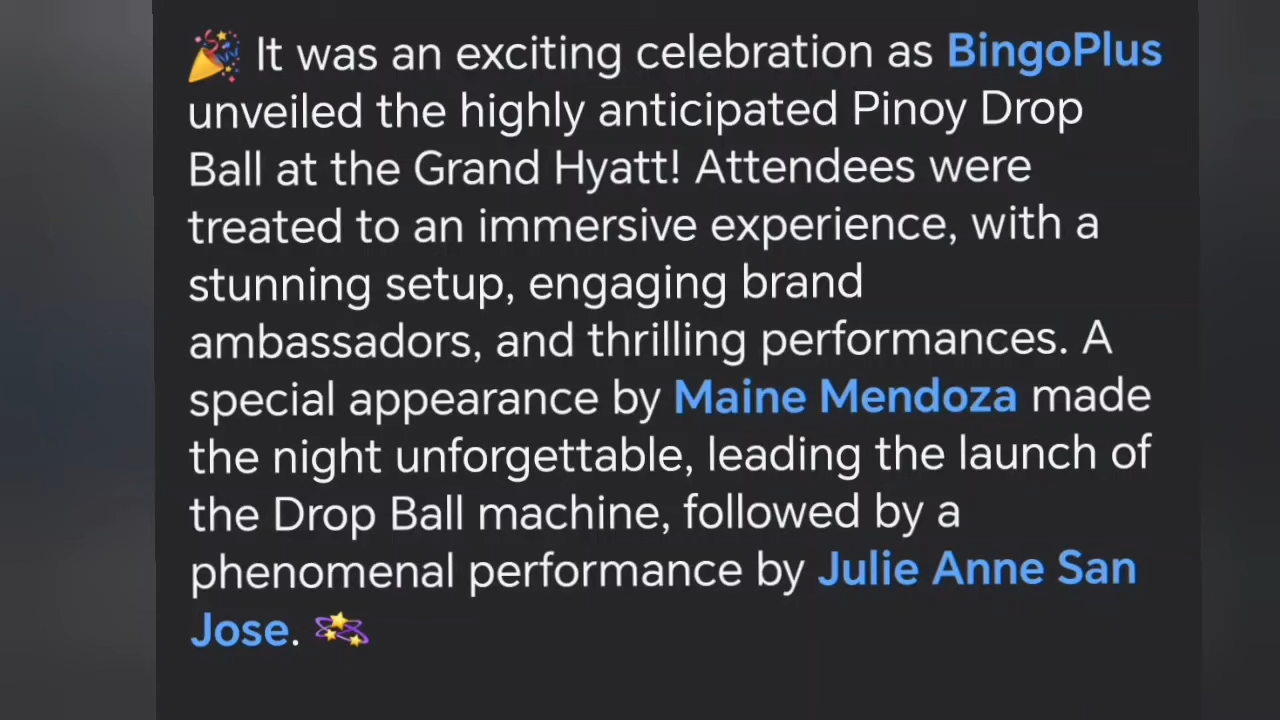 🎉 It was an exciting celebration as BingoPlus
unveiled the highly anticipated Pinoy Drop
Ball at the Grand Hyatt! Attendees were
treated to an immersive experience, with a
stunning setup, engaging brand
ambassadors, and thrilling performances. A
special appearance by Maine Mendoza made
the night unforgettable, leading the launch of
the Drop Ball machine, followed by a
phenomenal performance by Julie Anne San
Jose. 💫